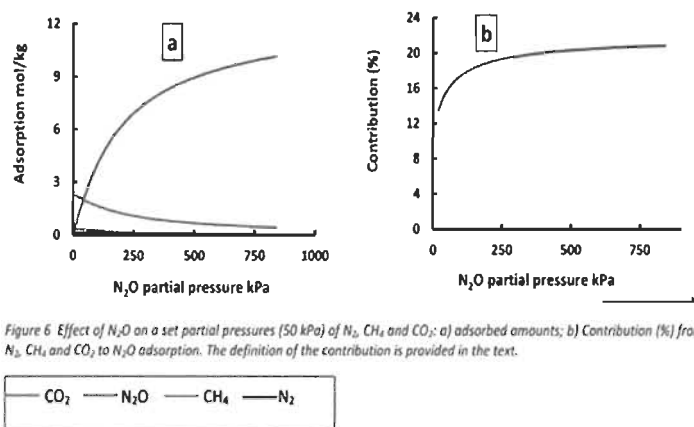 a
Adsorption mol/kg
12
9
6
3
0
0 250 500 750 1000
N₂O partial pressure kPa
b
Contribution (%)
24
20
16
12
8
4
0
0 250 500 750
N₂O partial pressure kPa
Figure 6 Effect of N₂O on a set partial pressures (50 kPa) of N₂, CH₄ and CO₂: a) adsorbed amounts; b) Contribution (%) from
N₂, CH₄ and CO₂ to N₂O adsorption. The definition of the contribution is provided in the text.
CO₂ N₂O CH₄ N₂